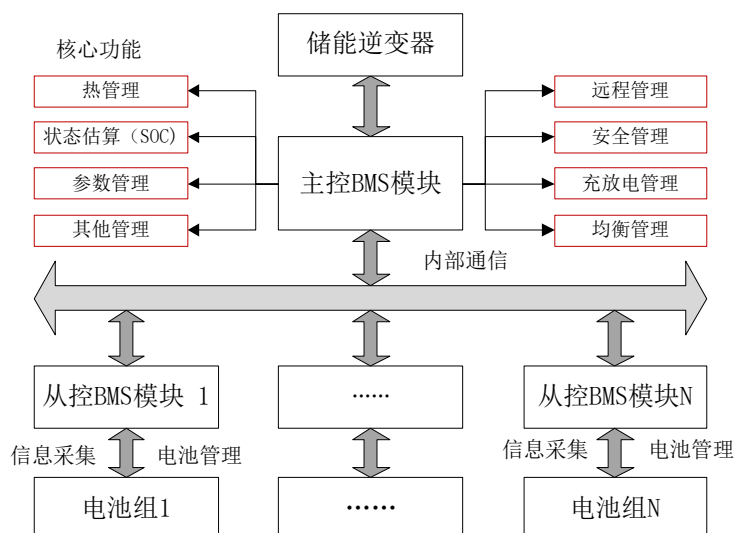 储能逆变器
核心功能
热管理
远程管理
状态估算（SOC)
安全管理
主控BMS模块
参数管理
充放电管理
其他管理
均衡管理
内部通信
从控BMS模块 1
……
从控BMS模块N
信息采集
电池管理
信息采集
电池管理
电池组1
……
电池组N